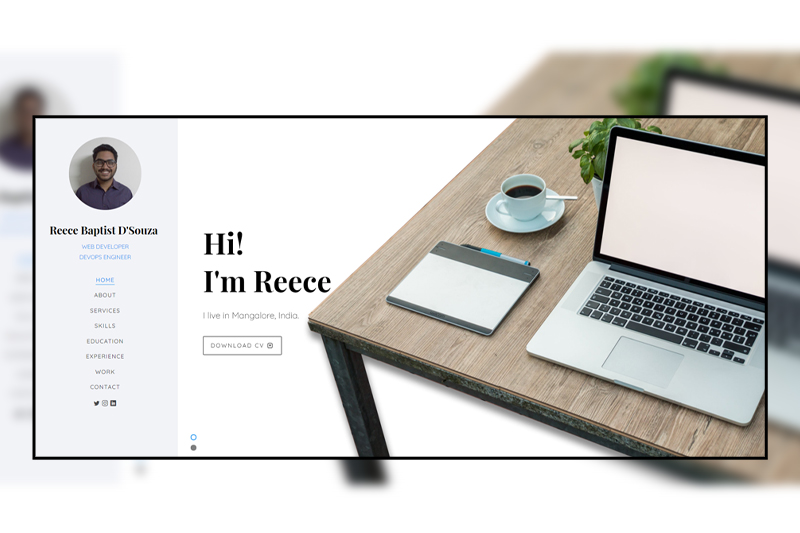 Reece Baptist D'Souza
WEB DEVELOPER
DEVOPS ENGINEER
HOME
ABOUT
SERVICES
SKILLS
EDUCATION
EXPERIENCE
WORK
CONTACT
Hi!
I'm Reece
I live in Mangalore, India.
DOWNLOAD CV